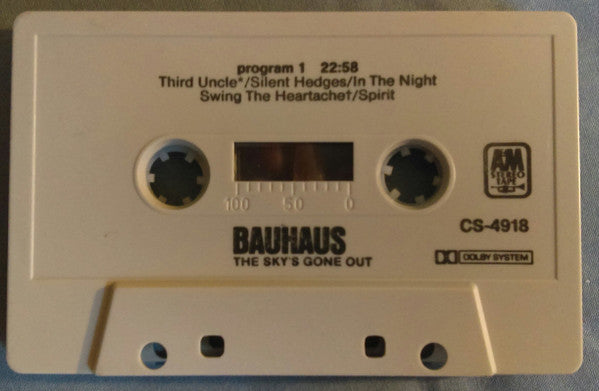 program 1 22:58
Third Uncle*/Silent Hedges/In The Night
Swing The Heartache†/Spirit
100 50 0
A&M
STEREO
TAPE
CS-4918
BAUHAUS
THE SKY'S GONE OUT
DOLBY SYSTEM